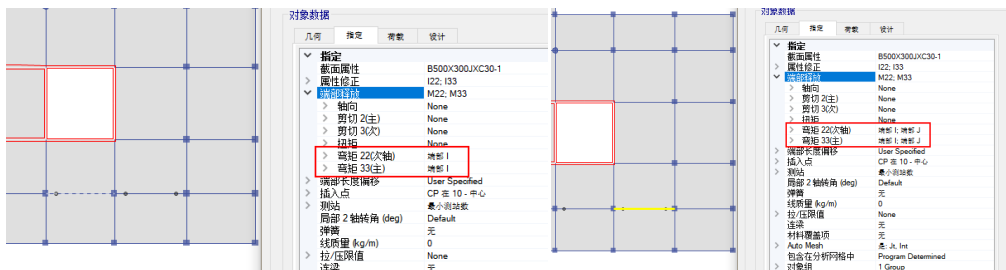 对象数据
几何 指定 荷载 设计
指定
截面属性 B500X300JXC30-1
属性修正 I22; I33
端部释放 M22; M33
轴向 None
剪切 2(主) None
剪切 3(次) None
扭矩 None
弯矩 22(次轴) 端部 I
弯矩 33(主) 端部 I
端部长度偏移 User Specified
插入点 CP 在 10 - 中心
测站 最小测站数
局部 2 轴转角 (deg) Default
弹簧 无
线质量 (kg/m) 0
拉/压限值 None
连梁 无
对象数据
几何 指定 荷载 设计
指定
截面属性 B500X300JXC30-1
属性修正 I22; I33
端部释放 M22; M33
轴向 None
剪切 2(主) None
剪切 3(次) None
扭矩 None
弯矩 22(次轴) 端部 I; 端部 J
弯矩 33(主) 端部 I; 端部 J
端部长度偏移 User Specified
插入点 CP 在 10 - 中心
测站 最小测站数
局部 2 轴转角 (deg) Default
弹簧 无
线质量 (kg/m) 0
拉/压限值 None
连梁 无
材料覆盖项 无
Auto Mesh 是: Jt, Int
包含在分析网格中 Program Determined
对象组 1 Group